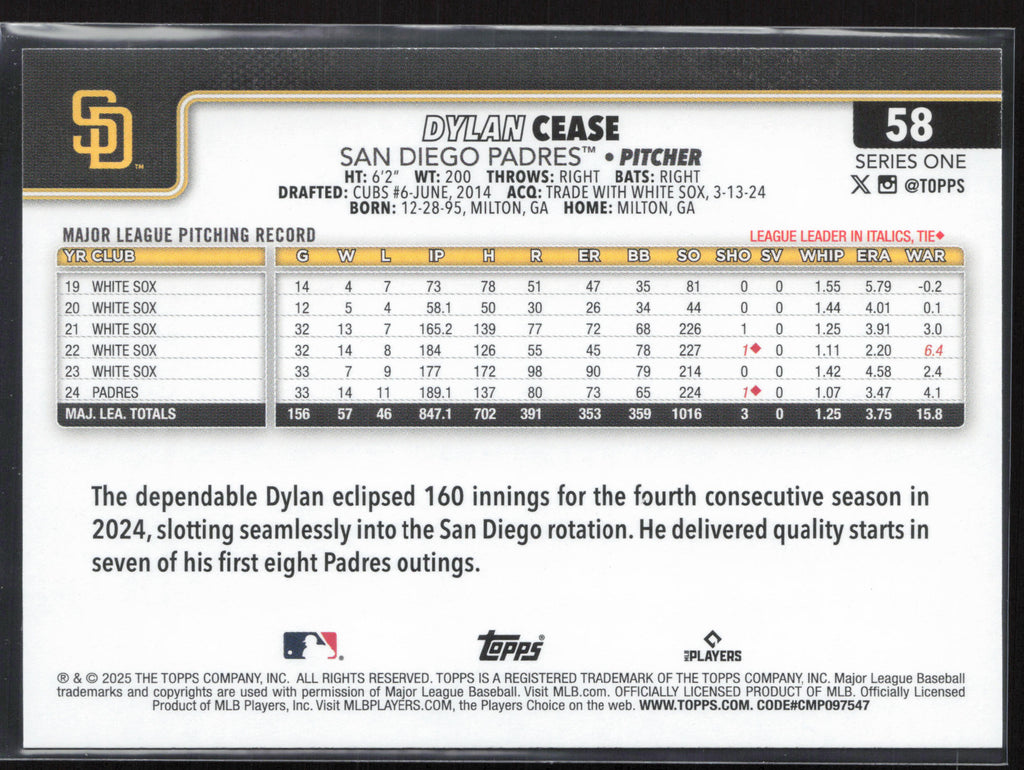 SD™
58
DYLAN CEASE
SAN DIEGO PADRES™ • PITCHER
SERIES ONE
HT: 6'2" WT: 200 THROWS: RIGHT BATS: RIGHT
@TOPPS
DRAFTED: CUBS #6-JUNE, 2014 ACQ: TRADE WITH WHITE SOX, 3-13-24
BORN: 12-28-95, MILTON, GA HOME: MILTON, GA
MAJOR LEAGUE PITCHING RECORD
LEAGUE LEADER IN ITALICS, TIE◆
YR CLUB G W L IP H R ER BB SO SHO SV WHIP ERA WAR
19 WHITE SOX 14 4 7 73 78 51 47 35 81 0 0 1.55 5.79 -0.2
20 WHITE SOX 12 5 4 58.1 50 30 26 34 44 0 0 1.44 4.01 0.1
21 WHITE SOX 32 13 7 165.2 139 77 72 68 226 1 0 1.25 3.91 3.0
22 WHITE SOX 32 14 8 184 126 55 45 78 227 1◆ 0 1.11 2.20 6.4
23 WHITE SOX 33 7 9 177 172 98 90 79 214 0 0 1.42 4.58 2.4
24 PADRES 33 14 11 189.1 137 80 73 65 224 1◆ 0 1.07 3.47 4.1
MAJ. LEA. TOTALS 156 57 46 847.1 702 391 353 359 1016 3 0 1.25 3.75 15.8
The dependable Dylan eclipsed 160 innings for the fourth consecutive season in
2024, slotting seamlessly into the San Diego rotation. He delivered quality starts in
seven of his first eight Padres outings.
Topps®
MLB PLAYERS
® & © 2025 THE TOPPS COMPANY, INC. ALL RIGHTS RESERVED. TOPPS IS A REGISTERED TRADEMARK OF THE TOPPS COMPANY, INC. Major League Baseball
trademarks and copyrights are used with permission of Major League Baseball. Visit MLB.com. OFFICIALLY LICENSED PRODUCT OF MLB. Officially Licensed
Product of MLB Players, Inc. Visit MLBPLAYERS.COM, the Players Choice on the web. WWW.TOPPS.COM. CODE#CMP097547